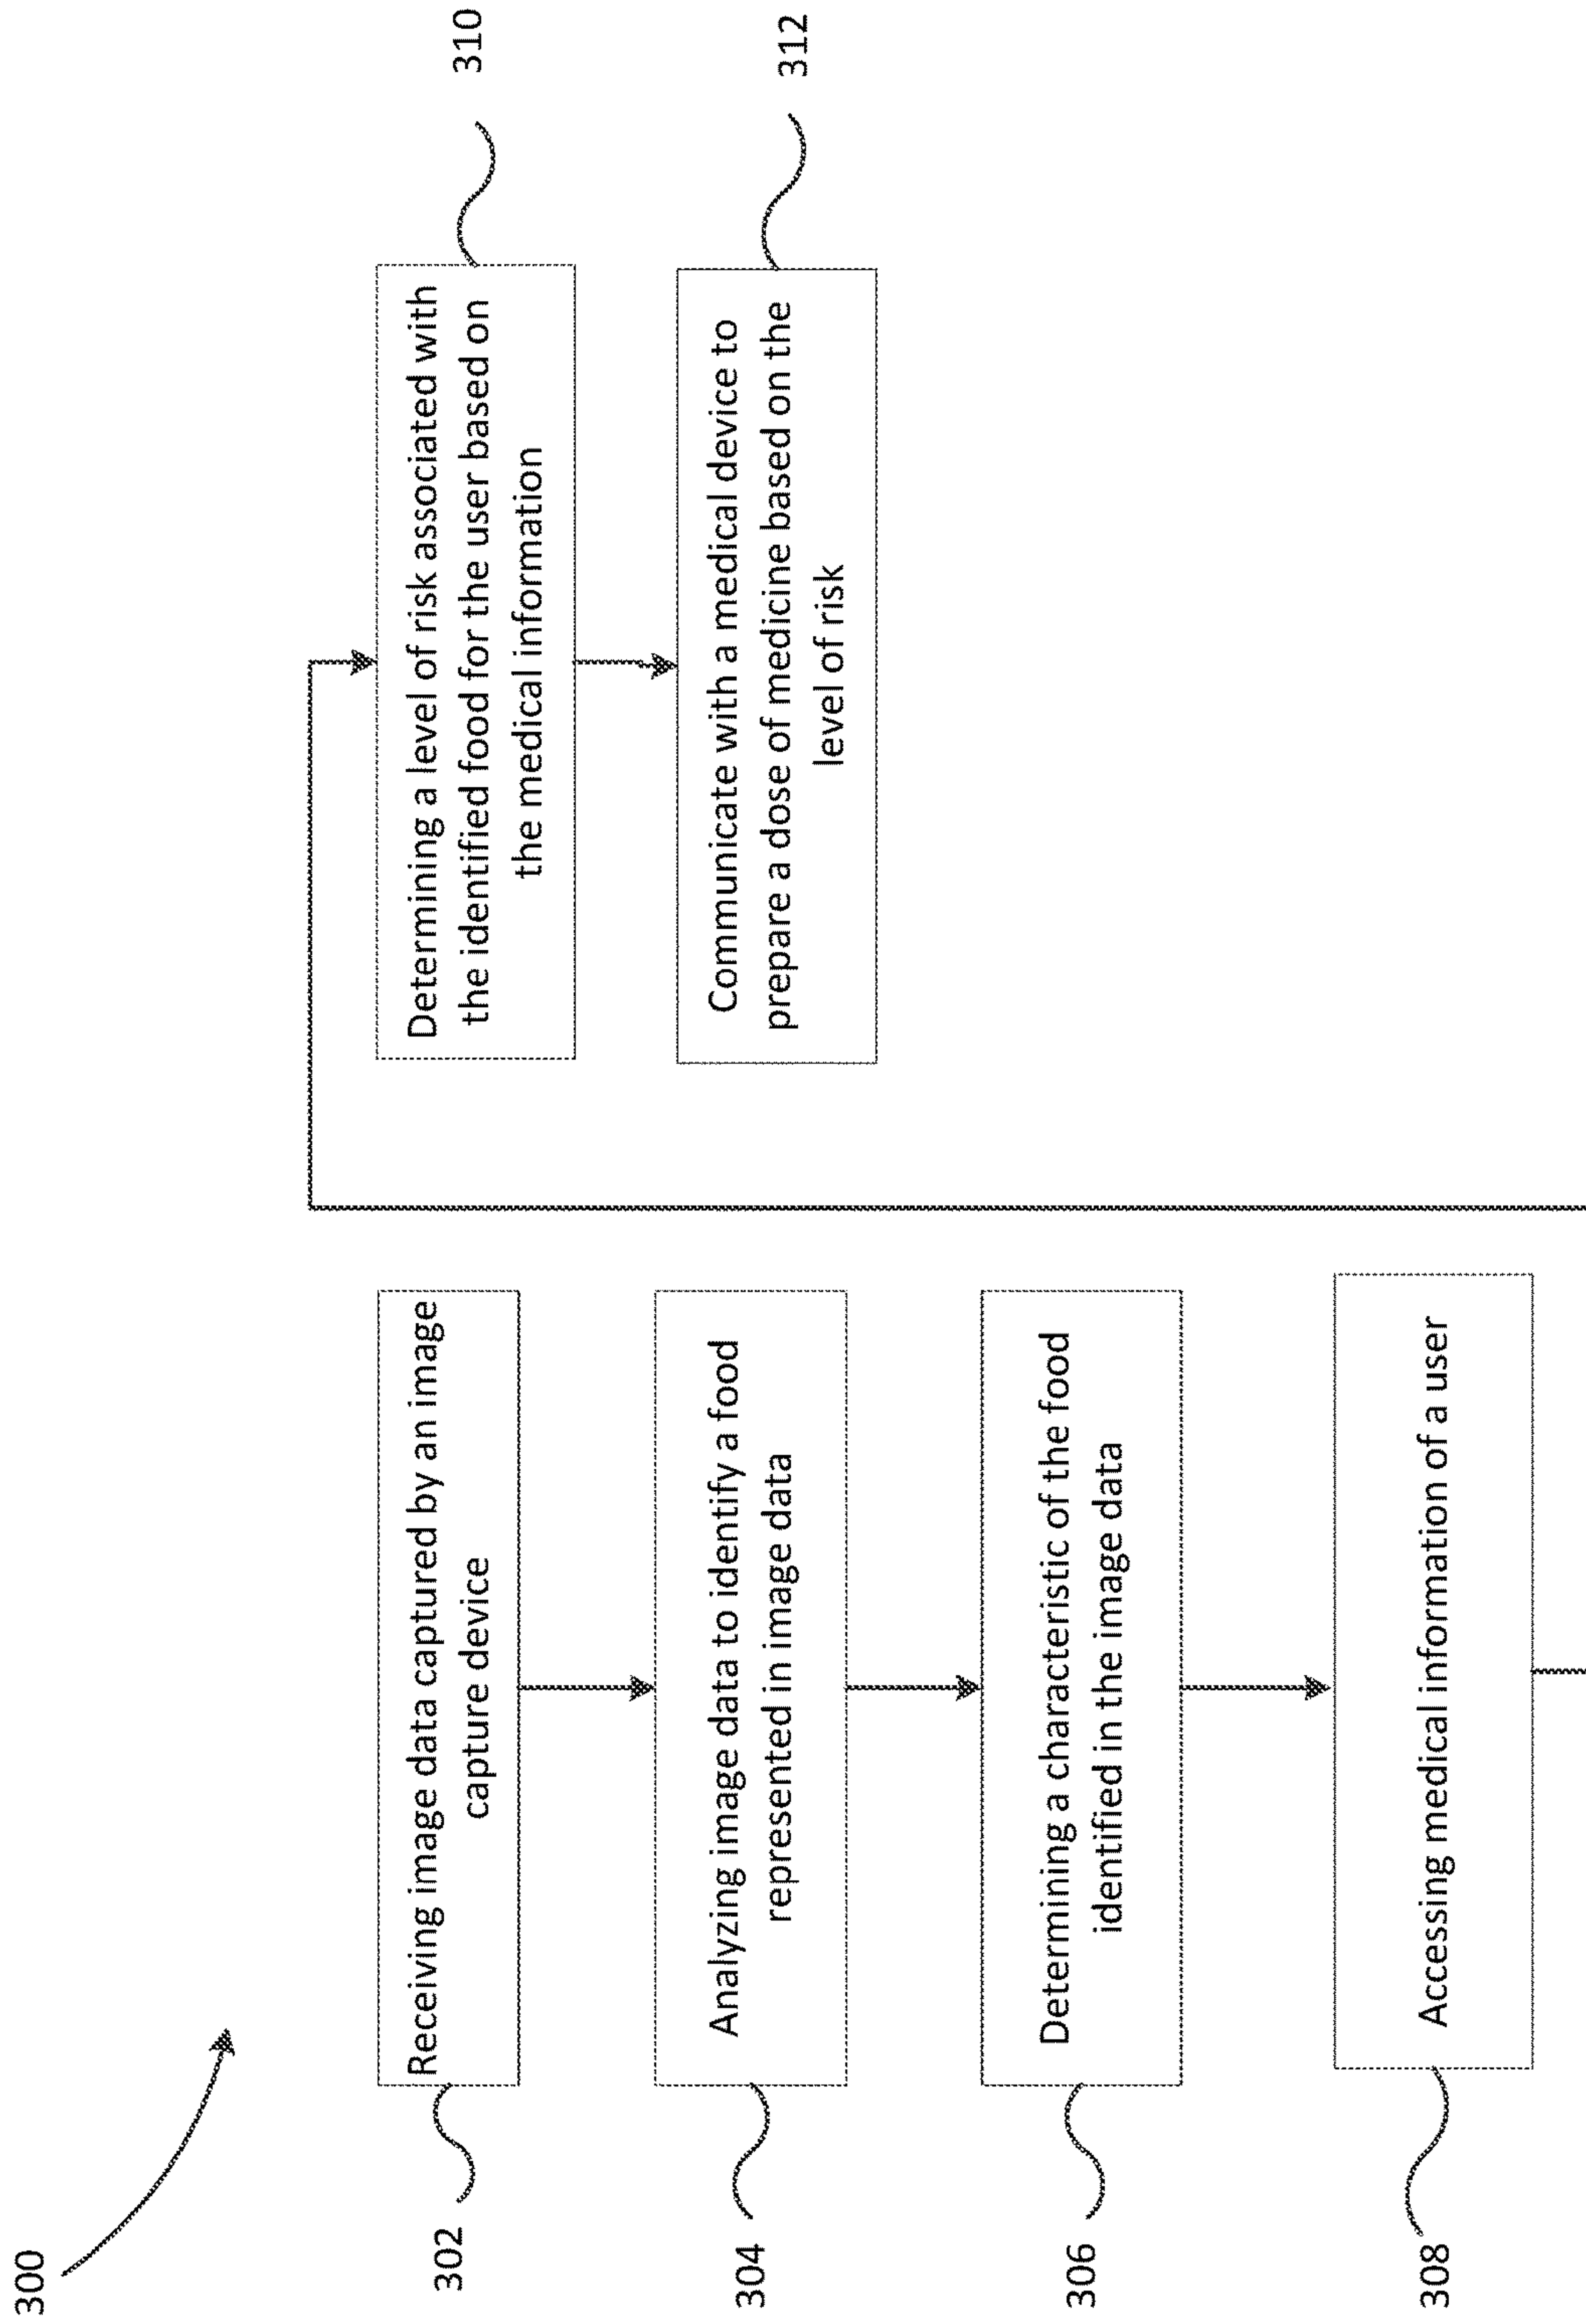 300
302
Receiving image data captured by an image
capture device
304
Analyzing image data to identify a food
represented in image data
306
Determining a characteristic of the food
identified in the image data
308
Accessing medical information of a user
310
Determining a level of risk associated with
the identified food for the user based on
the medical information
312
Communicate with a medical device to
prepare a dose of medicine based on the
level of risk